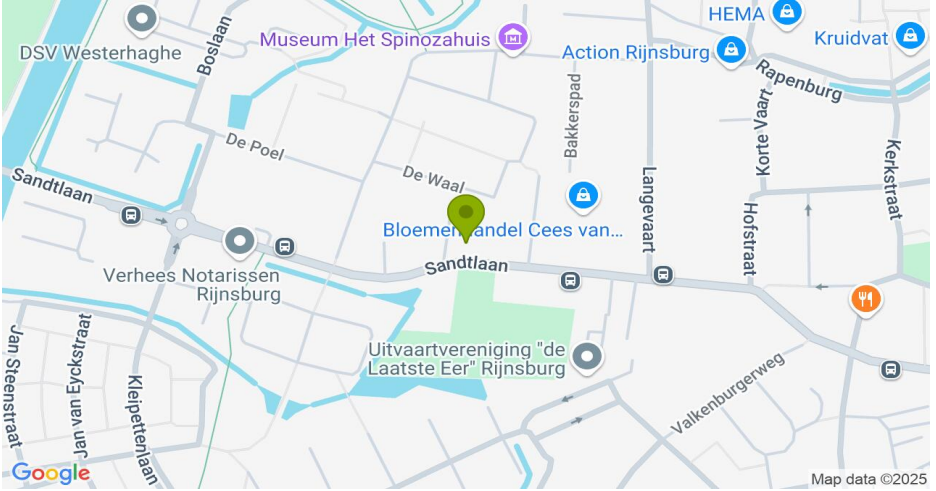 HEMA
DSV Westerhaghe
Boslaan
Museum Het Spinozahuis
Action Rijnsburg
Kruidvat
Rapenburg
De Poel
Bakkerspad
Korte Vaart
Kerkstraat
Sandtlaan
De Waal
Langevaart
Hofstraat
Bloemenhandel Cees van...
Sandtlaan
Verhees Notarissen
Rijnsburg
Jan Steenstraat
Jan van Eyckstraat
Kleipettenlaan
Uitvaartvereniging "de
Laatste Eer" Rijnsburg
Valkenburgerweg
Google
Map data ©2025